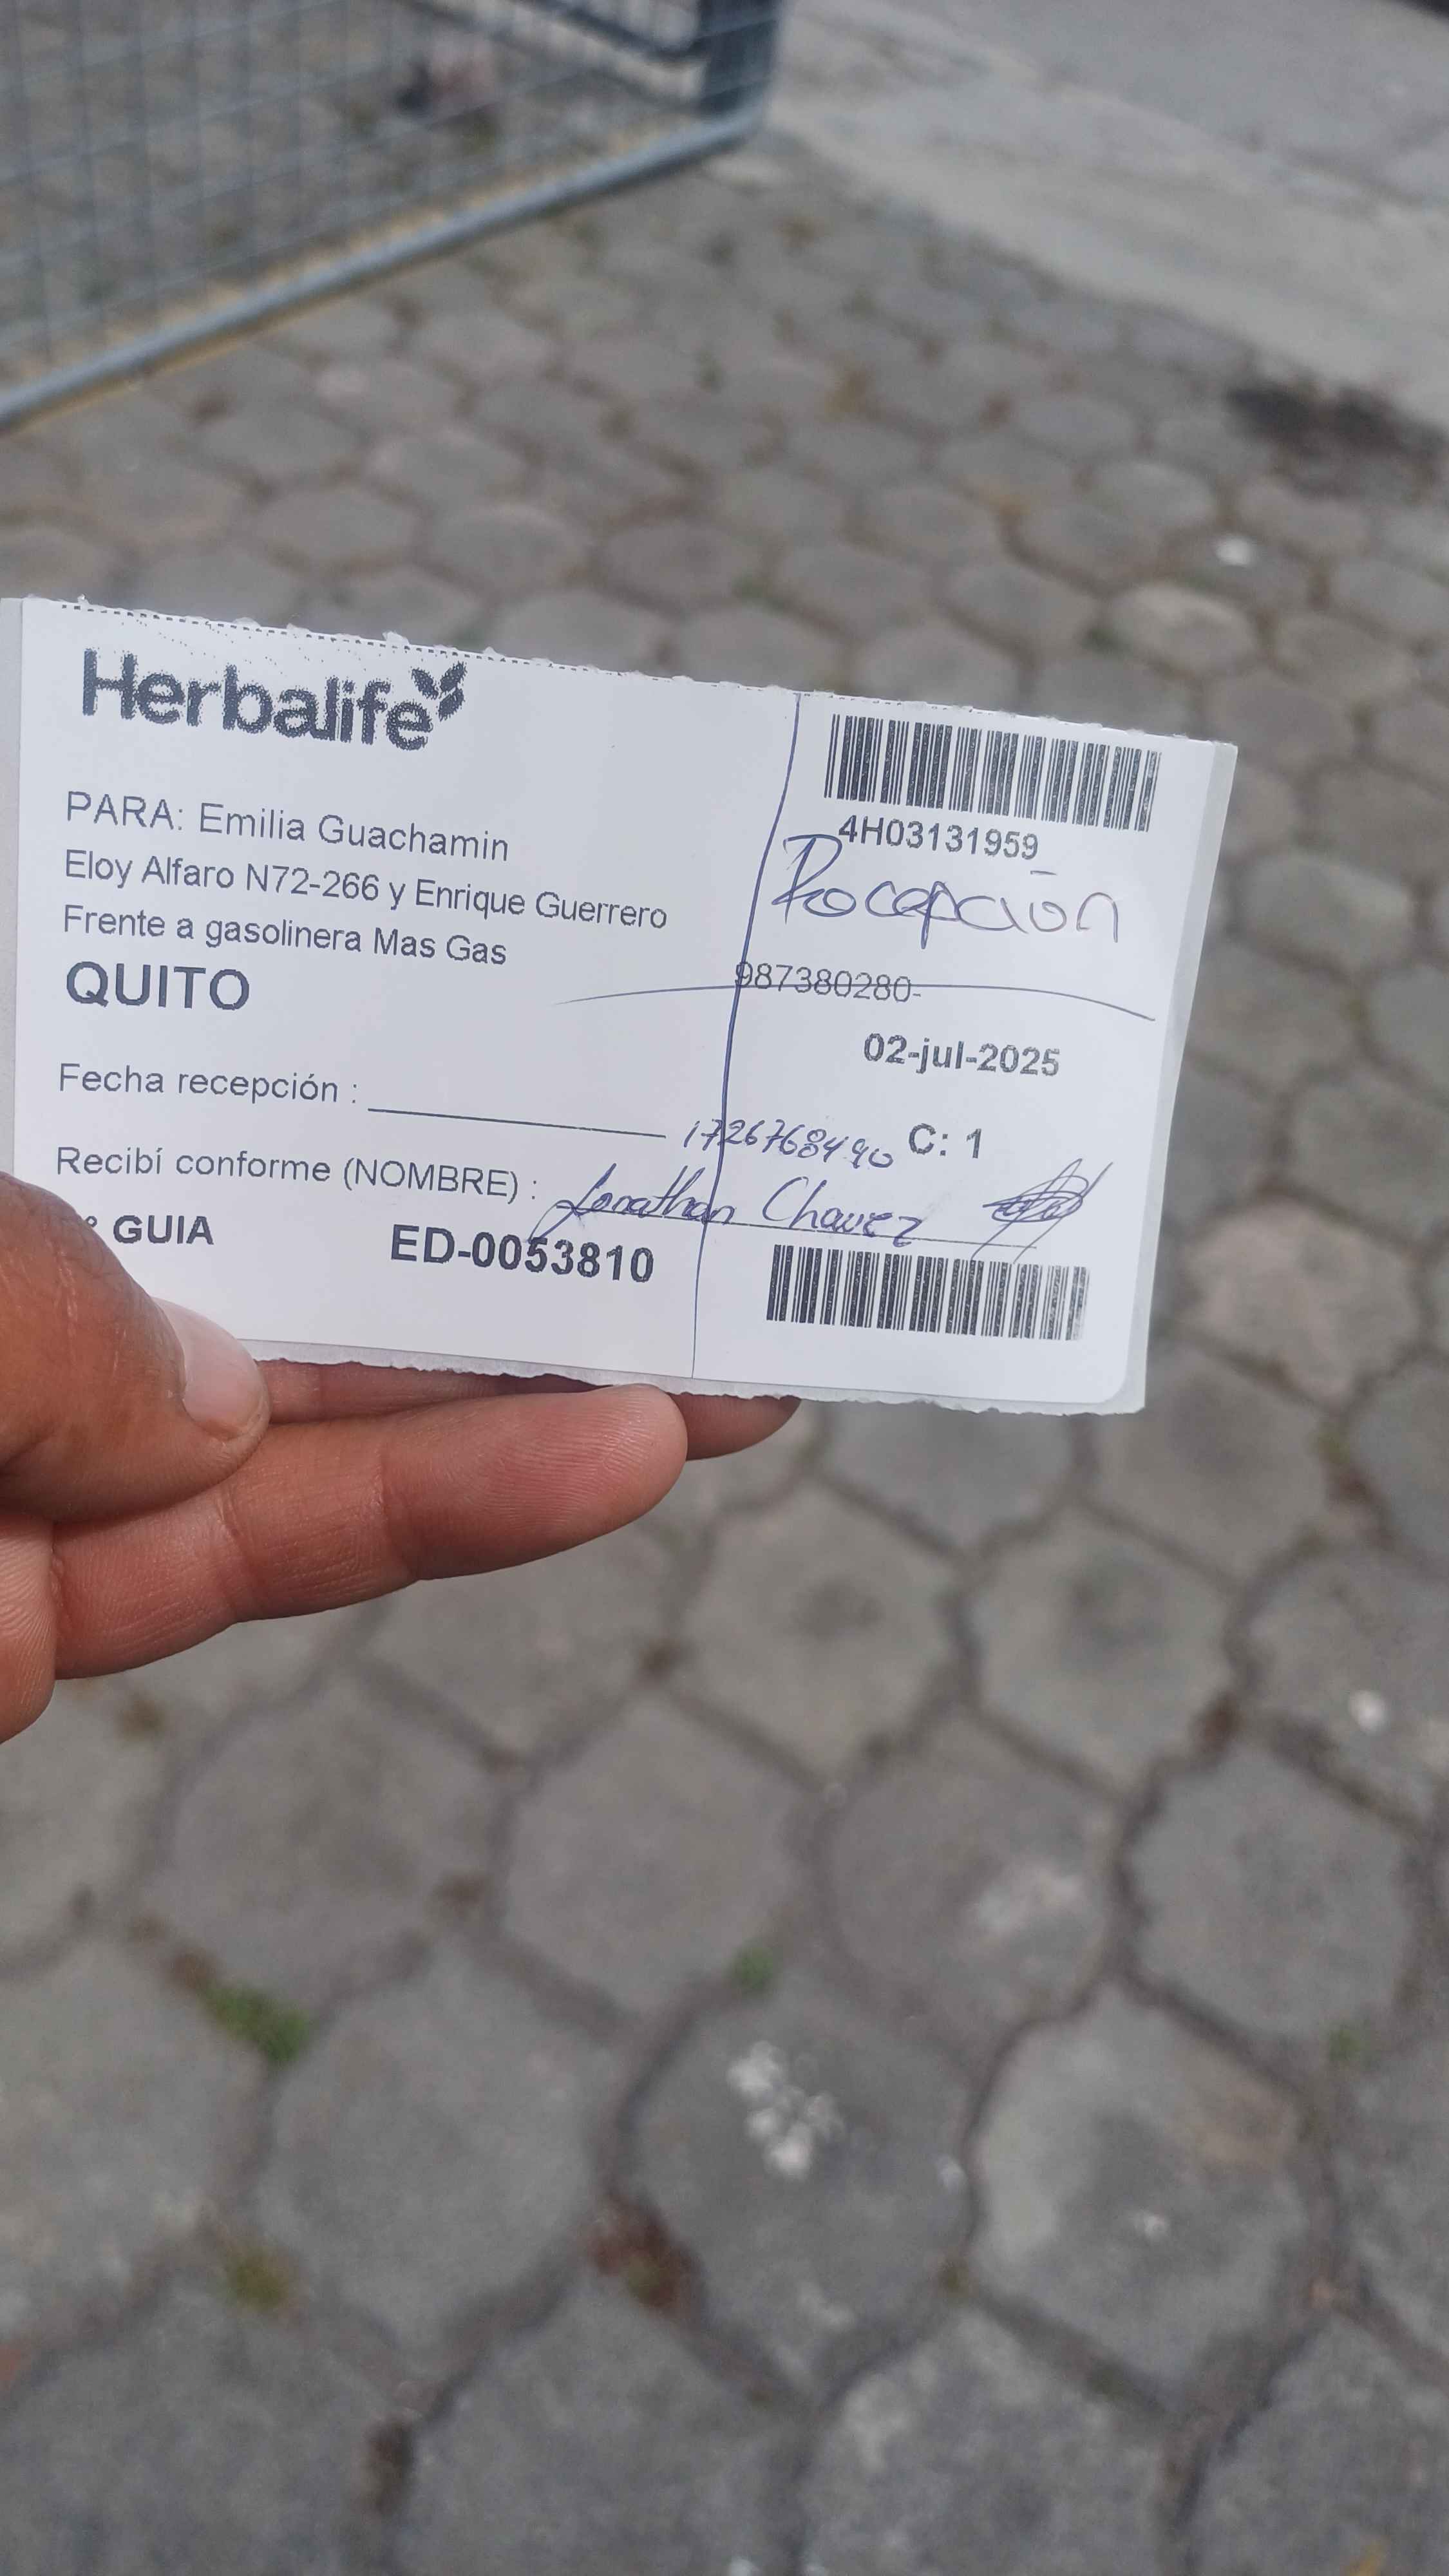 Herbalife
4H03131959
PARA: Emilia Guachamin
Recepción
Eloy Alfaro N72-266 y Enrique Guerrero
Frente a gasolinera Mas Gas
987380280-
QUITO
02-jul-2025
Fecha recepción :
1726768490
C: 1
Recibí conforme (NOMBRE) : Jonathan Chavez
° GUIA
ED-0053810